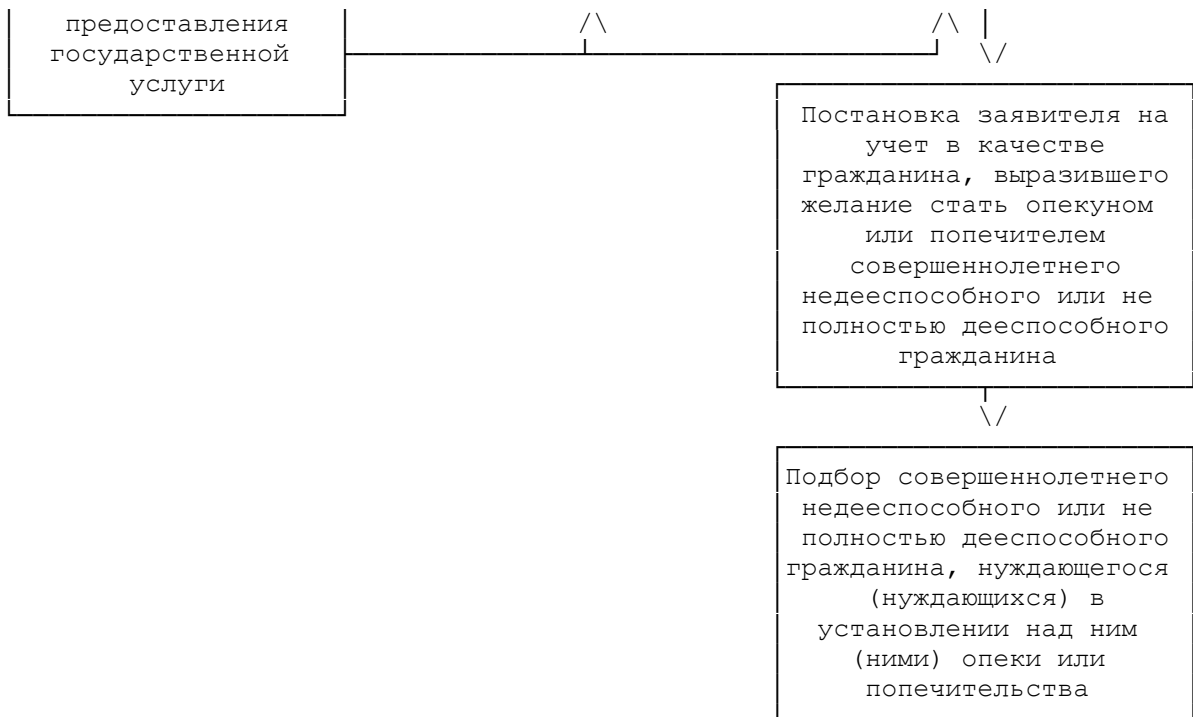 предоставления
государственной
услуги
Постановка заявителя на
учет в качестве
гражданина, выразившего
желание стать опекуном
или попечителем
совершеннолетнего
недееспособного или не
полностью дееспособного
гражданина
Подбор совершеннолетнего
недееспособного или не
полностью дееспособного
гражданина, нуждающегося
(нуждающихся) в
установлении над ним
(ними) опеки или
попечительства